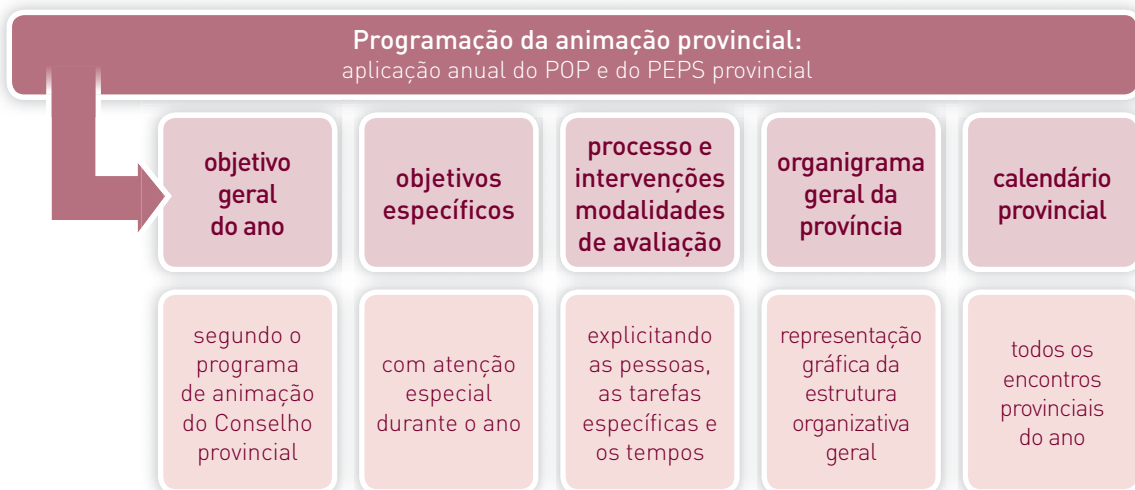 Programação da animação provincial:
aplicação anual do POP e do PEPS provincial
objetivo
geral
do ano
objetivos
específicos
processo e
intervenções
modalidades
de avaliação
organigrama
geral da
província
calendário
provincial
segundo o
programa
de animação
do Conselho
provincial
com atenção
especial
durante o ano
explicitando
as pessoas,
as tarefas
específicas e
os tempos
representação
gráfica da
estrutura
organizativa
geral
todos os
encontros
provinciais
do ano